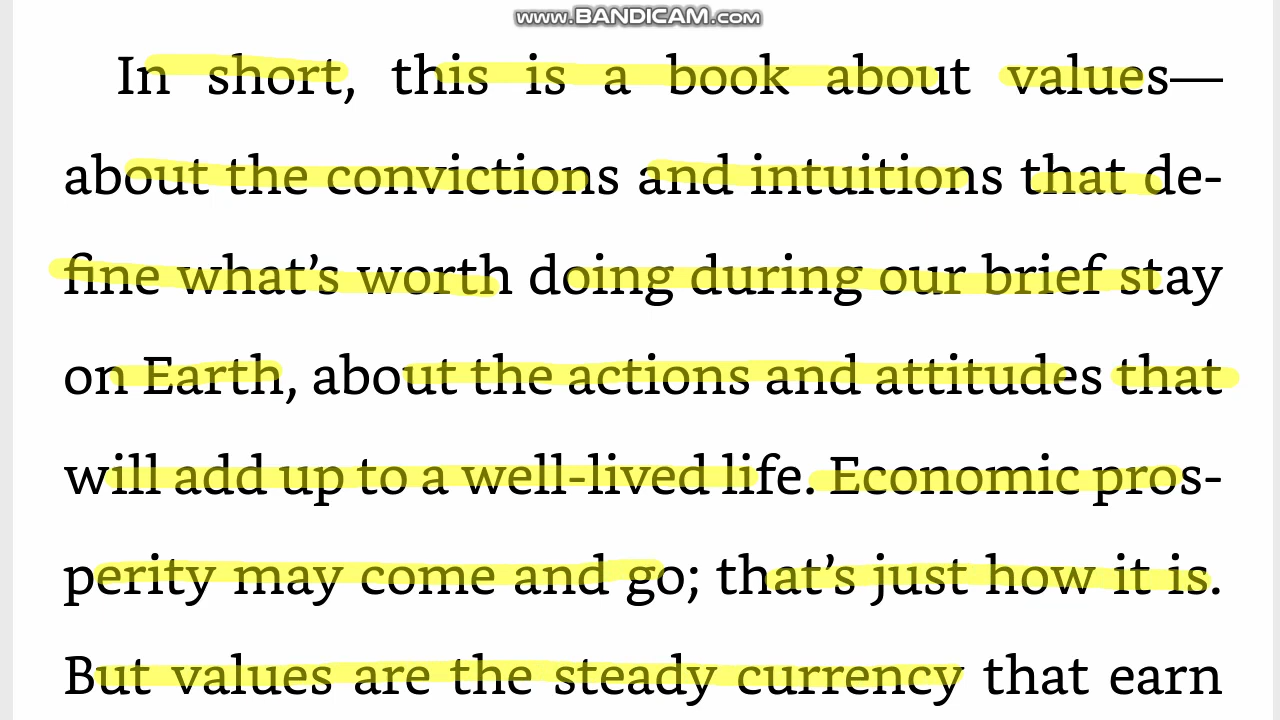 www.BANDICAM.com
In short, this is a book about values—
about the convictions and intuitions that de-
fine what’s worth doing during our brief stay
on Earth, about the actions and attitudes that
will add up to a well-lived life. Economic pros-
perity may come and go; that’s just how it is.
But values are the steady currency that earn